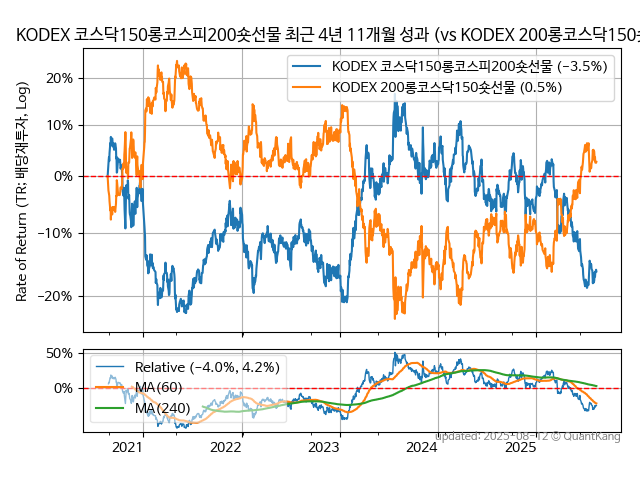 KODEX 코스닥150롱코스피200숏선물 최근 4년 11개월 성과 (vs KODEX 200롱코스닥150숏
Rate of Return (TR: 배당재투자, Log)
KODEX 코스닥150롱코스피200숏선물 (−3.5%)
KODEX 200롱코스닥150숏선물 (0.5%)
20%
10%
0%
−10%
−20%
50%
0%
Relative (−4.0%, 4.2%)
MA(60)
MA(240)
2021 2022 2023 2024 2025
updated: 2025-08-12 © QuantKang